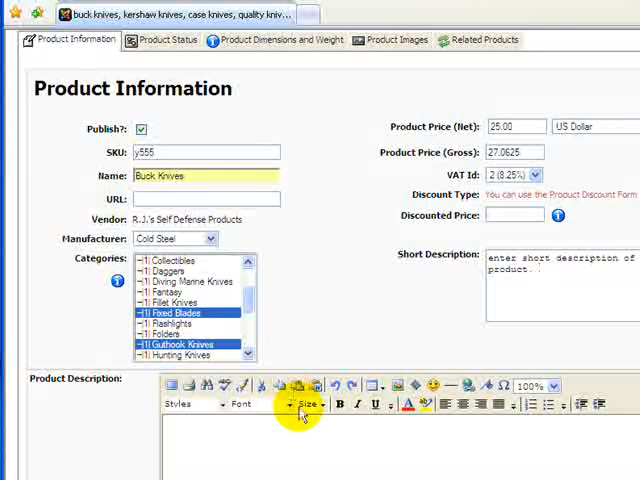 buck knives, kershaw knives, case knives, quality kniv...
Product Information
Product Status
Product Dimensions and Weight
Product Images
Related Products
Product Information
Publish?:
SKU: y555
Name: Buck Knives
URL:
Vendor: R.J.'s Self Defense Products
Manufacturer: Cold Steel
Categories:
-|1| Collectibles
-|1| Daggers
-|1| Diving Marine Knives
-|1| Fantasy
-|1| Fillet Knives
-|1| Fixed Blades
-|1| Flashlights
-|1| Folders
-|1| Guthook Knives
-|1| Hunting Knives
Product Price (Net): 25.00 US Dollar
Product Price (Gross): 27.0625
VAT Id: 2 (8.25%)
Discount Type: You can use the Product Discount Form
Discounted Price:
Short Description: enter short description of
product.
Product Description:
100%
Styles Font Size B I U